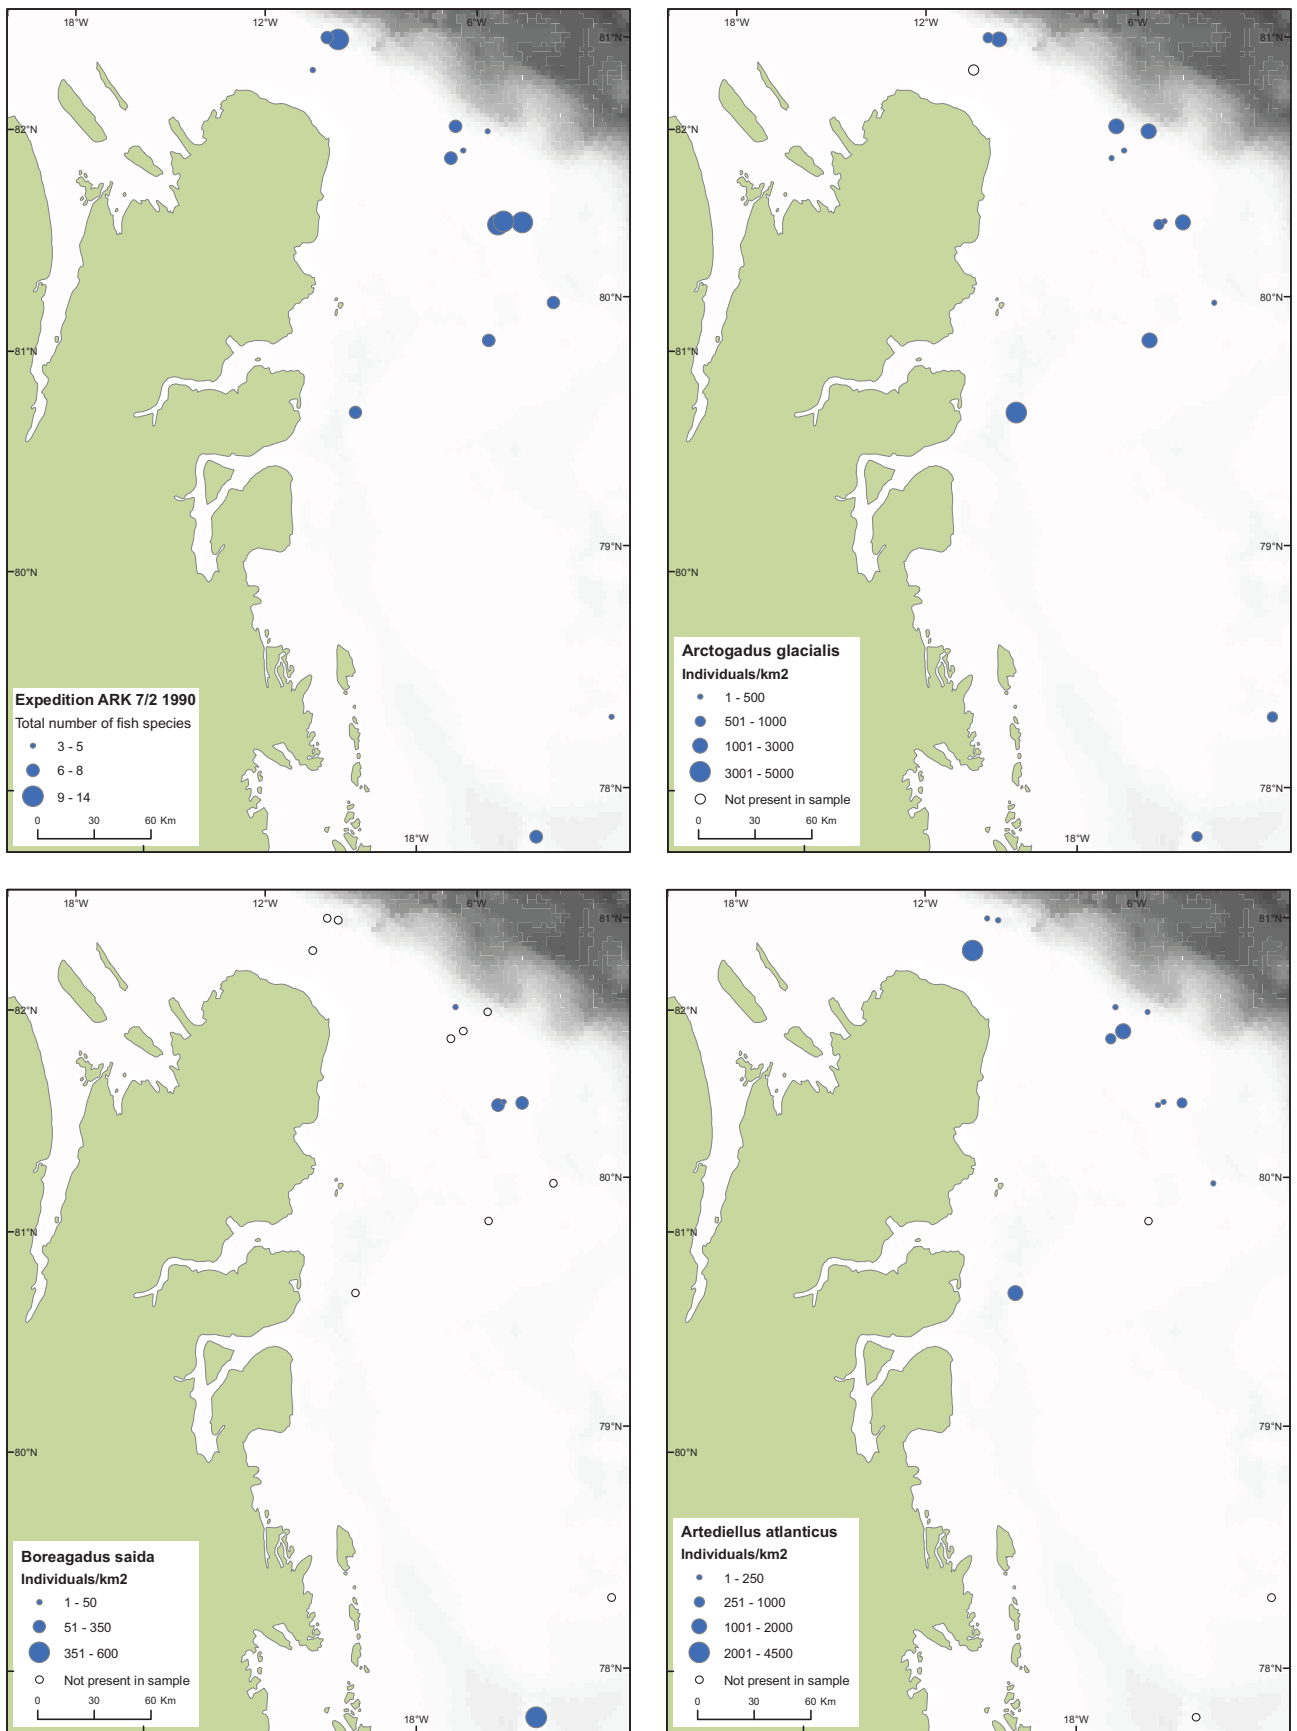 18°W 12°W 6°W
81°N
82°N
80°N
81°N
79°N
80°N
78°N
18°W
Expedition ARK 7/2 1990
Total number of fish species
3 - 5
6 - 8
9 - 14
0 30 60 Km
18°W 12°W 6°W
81°N
82°N
80°N
81°N
79°N
80°N
78°N
18°W
Arctogadus glacialis
Individuals/km2
1 - 500
501 - 1000
1001 - 3000
3001 - 5000
Not present in sample
0 30 60 Km
18°W 12°W 6°W
81°N
82°N
80°N
81°N
79°N
80°N
78°N
18°W
Boreagadus saida
Individuals/km2
1 - 50
51 - 350
351 - 600
Not present in sample
0 30 60 Km
18°W 12°W 6°W
81°N
82°N
80°N
81°N
79°N
80°N
78°N
18°W
Artediellus atlanticus
Individuals/km2
1 - 250
251 - 1000
1001 - 2000
2001 - 4500
Not present in sample
0 30 60 Km